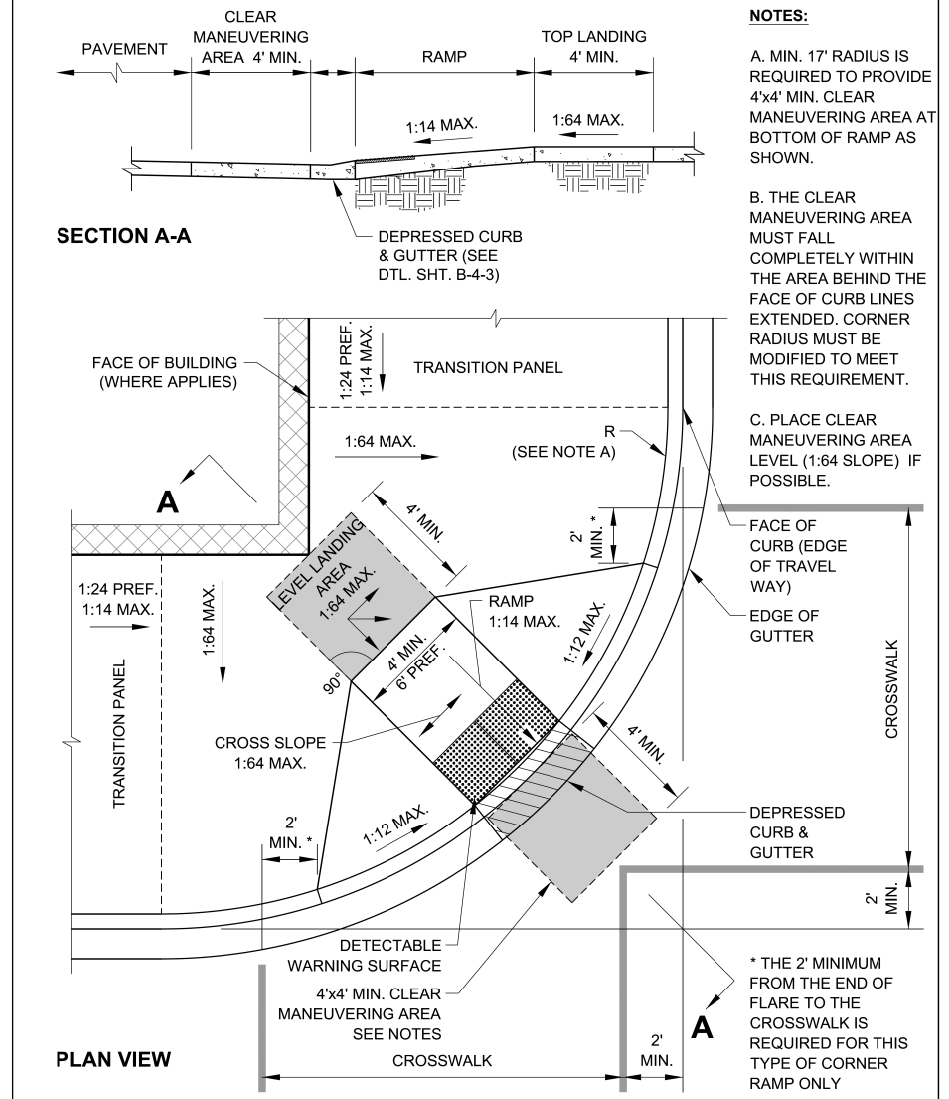 CLEAR
MANEUVERING
AREA 4' MIN.
PAVEMENT
RAMP
TOP LANDING
4' MIN.
1:14 MAX.
1:64 MAX.
SECTION A-A
DEPRESSED CURB
& GUTTER (SEE
DTL. SHT. B-4-3)
NOTES:
A. MIN. 17' RADIUS IS
REQUIRED TO PROVIDE
4'x4' MIN. CLEAR
MANEUVERING AREA AT
BOTTOM OF RAMP AS
SHOWN.
B. THE CLEAR
MANEUVERING AREA
MUST FALL
COMPLETELY WITHIN
THE AREA BEHIND THE
FACE OF CURB LINES
EXTENDED. CORNER
RADIUS MUST BE
MODIFIED TO MEET
THIS REQUIREMENT.
C. PLACE CLEAR
MANEUVERING AREA
LEVEL (1:64 SLOPE) IF
POSSIBLE.
FACE OF BUILDING
(WHERE APPLIES)
1:24 PREF.
1:14 MAX.
TRANSITION PANEL
1:64 MAX.
R
(SEE NOTE A)
A
4' MIN.
2'
MIN. *
FACE OF
CURB (EDGE
OF TRAVEL
WAY)
EDGE OF
GUTTER
LEVEL LANDING
AREA
1:64 MAX.
1:24 PREF.
1:14 MAX.
1:64 MAX.
RAMP
1:14 MAX.
1:12 MAX.
4' MIN.
6' PREF.
90°
TRANSITION PANEL
CROSS SLOPE
1:64 MAX.
4' MIN.
CROSSWALK
1:12 MAX.
2'
MIN. *
DEPRESSED
CURB &
GUTTER
2'
MIN.
DETECTABLE
WARNING SURFACE
4'x4' MIN. CLEAR
MANEUVERING AREA
SEE NOTES
A
* THE 2' MINIMUM
FROM THE END OF
FLARE TO THE
CROSSWALK IS
REQUIRED FOR THIS
TYPE OF CORNER
RAMP ONLY
PLAN VIEW
CROSSWALK
2'
MIN.